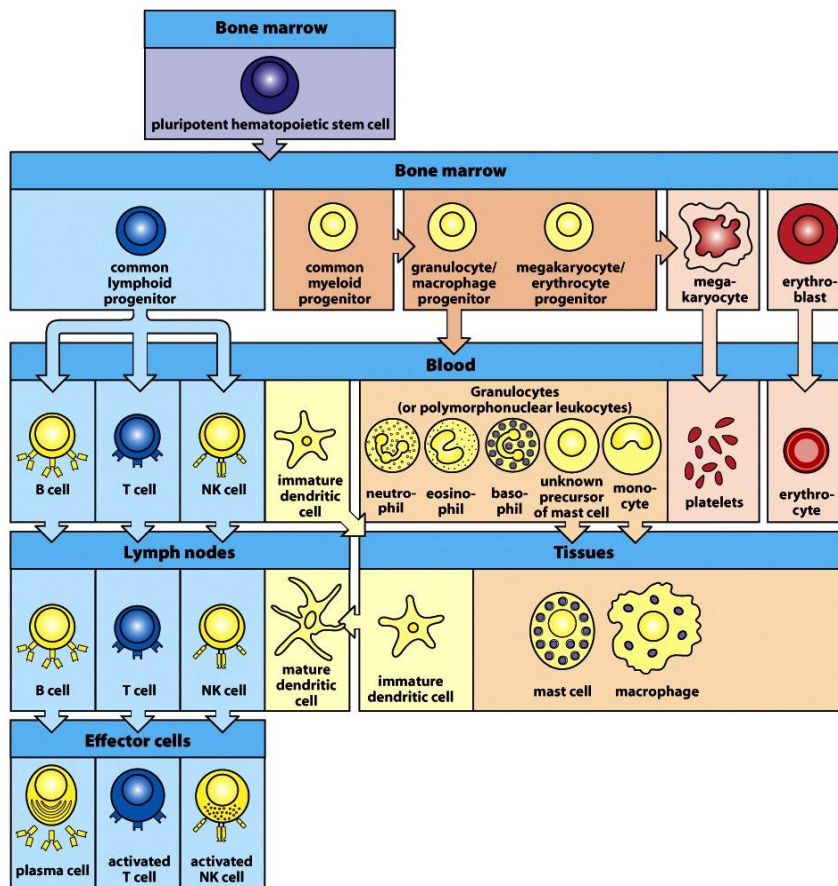 Bone marrow
pluripotent hematopoietic stem cell
Bone marrow
common
lymphoid
progenitor
common
myeloid
progenitor
granulocyte/
macrophage
progenitor
megakaryocyte/
erythrocyte
progenitor
mega-
karyocyte
erythro-
blast
Blood
B cell
T cell
NK cell
immature
dendritic
cell
Granulocytes
(or polymorphonuclear leukocytes)
neutro-
phil
eosino-
phil
baso-
phil
unknown
precursor
of mast cell
mono-
cyte
platelets
erythro-
cyte
Lymph nodes
Tissues
B cell
T cell
NK cell
mature
dendritic
cell
immature
dendritic cell
mast cell
macrophage
Effector cells
plasma cell
activated
T cell
activated
NK cell